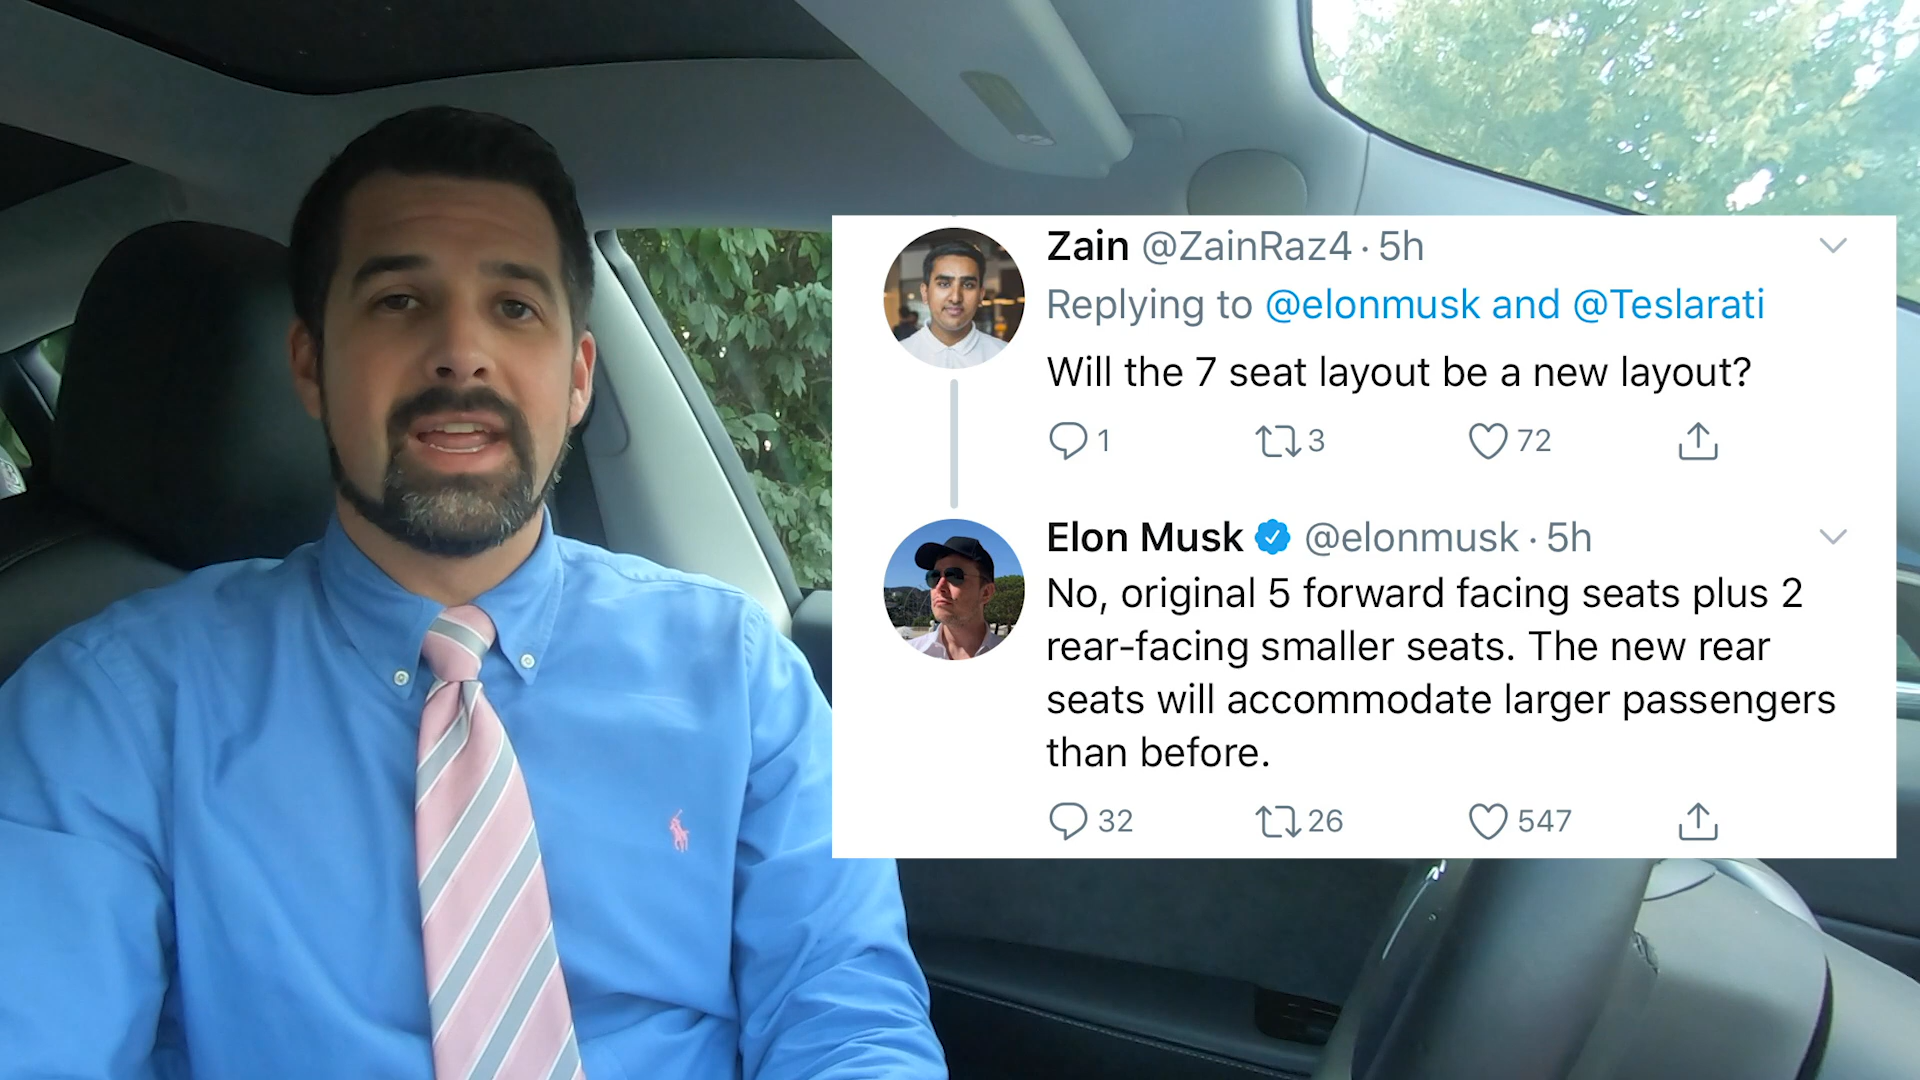 Zain @ZainRaz4 · 5h
Replying to @elonmusk and @Teslarati
Will the 7 seat layout be a new layout?
1 3 72
Elon Musk @elonmusk · 5h
No, original 5 forward facing seats plus 2
rear-facing smaller seats. The new rear
seats will accommodate larger passengers
than before.
32 26 547